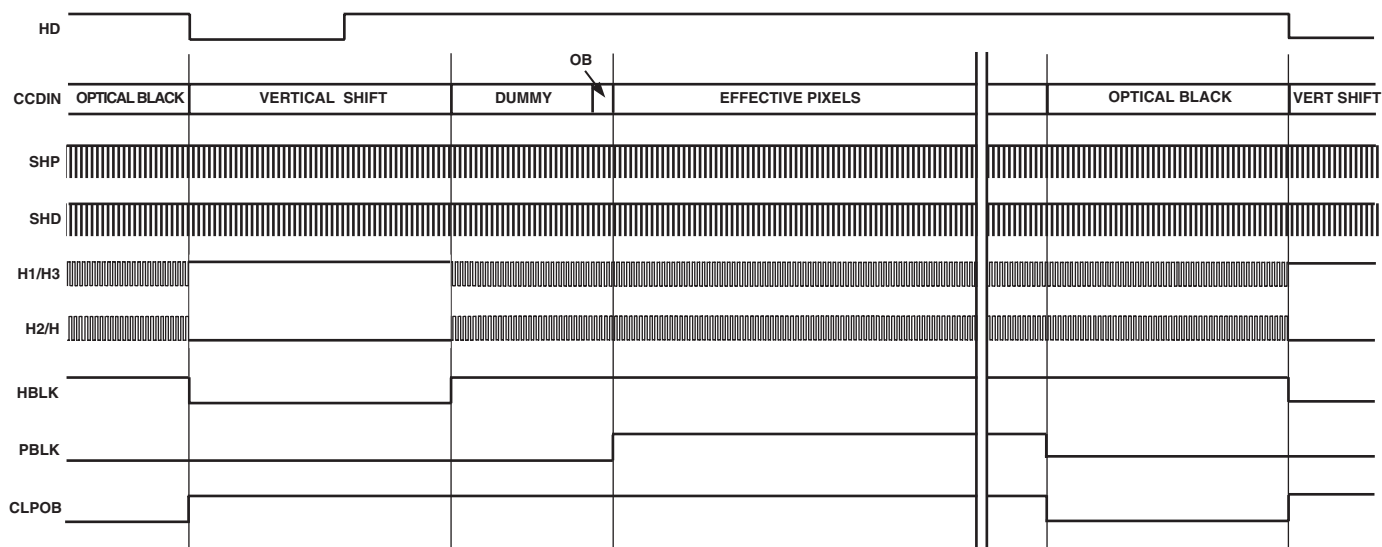 HD
OB
CCDIN OPTICAL BLACK VERTICAL SHIFT DUMMY EFFECTIVE PIXELS OPTICAL BLACK VERT SHIFT
SHP
SHD
H1/H3
H2/H
HBLK
PBLK
CLPOB